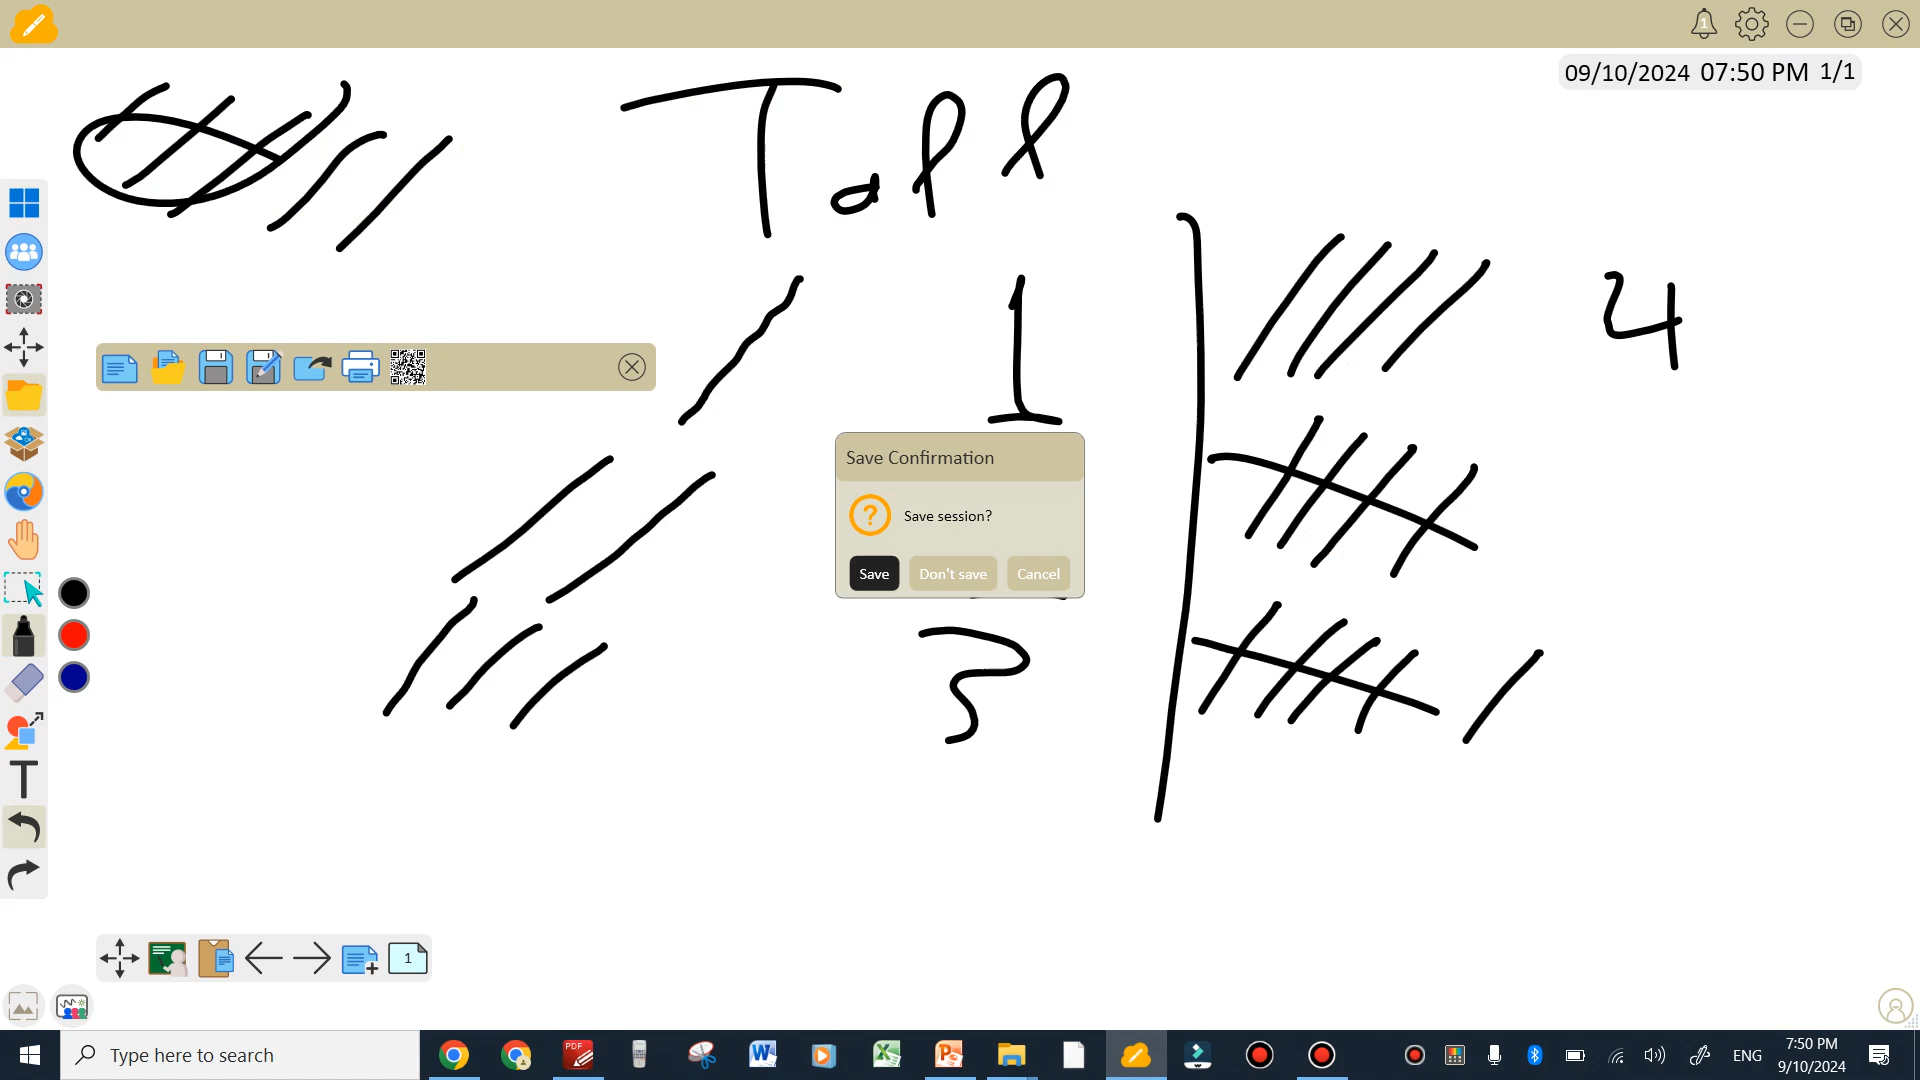 09/10/2024 07:50 PM 1/1
1
4
Save Confirmation
Save session?
Save Don't save Cancel
3
1
Type here to search
ENG
7:50 PM
9/10/2024